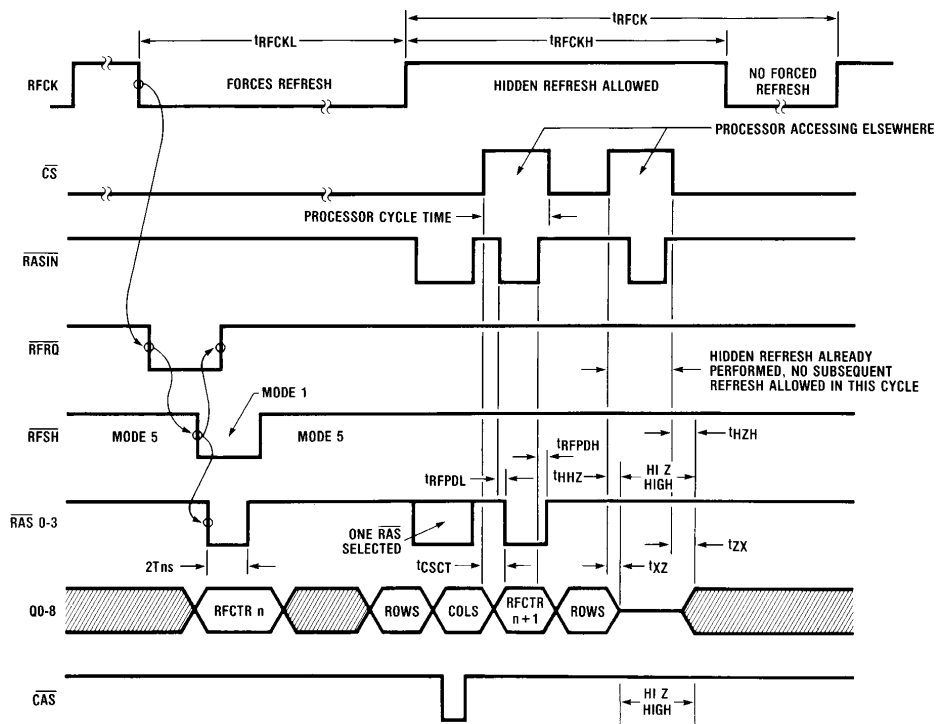 tRFCK
tRFCKL
tRFCKH
RFCK
FORCES REFRESH
HIDDEN REFRESH ALLOWED
NO FORCED
REFRESH
PROCESSOR ACCESSING ELSEWHERE
CS
PROCESSOR CYCLE TIME
RASIN
RFRQ
HIDDEN REFRESH ALREADY
PERFORMED, NO SUBSEQUENT
REFRESH ALLOWED IN THIS CYCLE
MODE 1
RFSH
MODE 5
MODE 5
tRFPDH
tHZH
tRFPDL
tHHZ
HI Z
HIGH
RAS 0-3
ONE RAS
SELECTED
tZX
2Tns
tCSCT
tXZ
Q0-8
RFCTR n
ROWS
COLS
RFCTR
n+1
ROWS
CAS
HI Z
HIGH